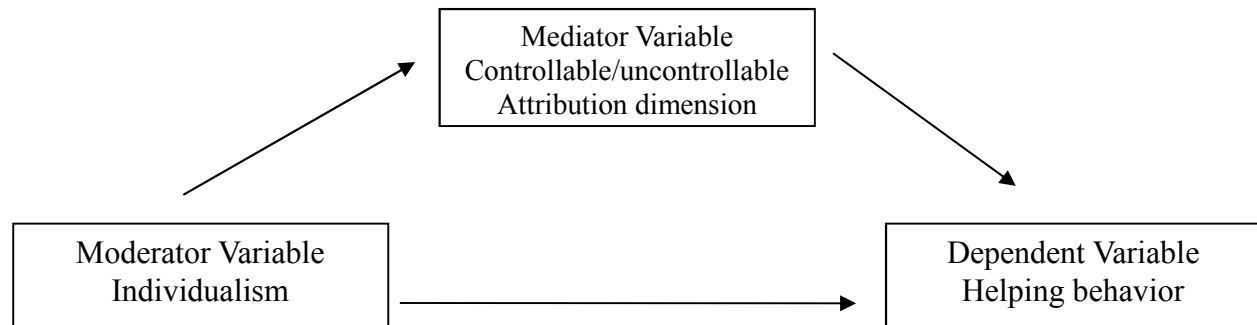 Mediator Variable
Controllable/uncontrollable
Attribution dimension
Moderator Variable
Individualism
Dependent Variable
Helping behavior